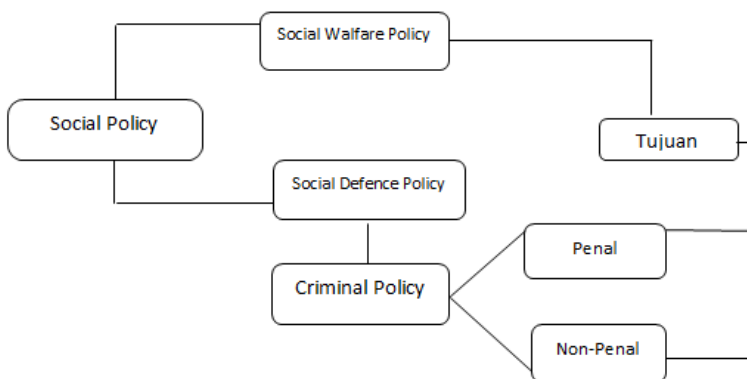 Social Walfare Policy
Social Policy
Tujuan
Social Defence Policy
Penal
Criminal Policy
Non-Penal